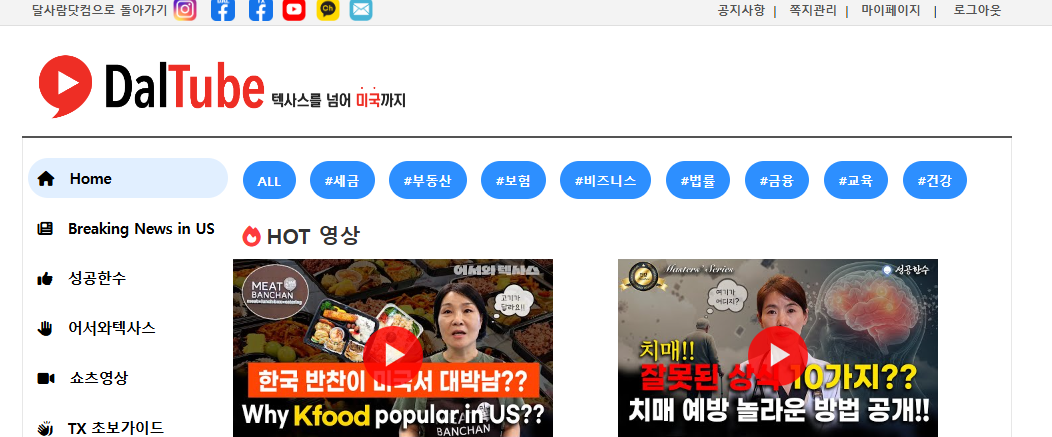 달사람닷컴으로 돌아가기
공지사항 | 쪽지관리 | 마이페이지 | 로그아웃
DalTube 텍사스를 넘어 미국까지
Home
ALL #세금 #부동산 #보험 #비즈니스 #법률 #금융 #교육 #건강
Breaking News in US
성공한수
어서와텍사스
쇼츠영상
TX 초보가이드
HOT 영상
MEAT
BANCHAN
어서와 텍사스
고기가
달라요!!
한국 반찬이 미국서 대박남??
Why Kfood popular in US??
MEAT
BANCHAN
Masters' Series
성공한수
여기가
어디지?
치매!!
잘못된 상식 10가지??
치매 예방 놀라운 방법 공개!!